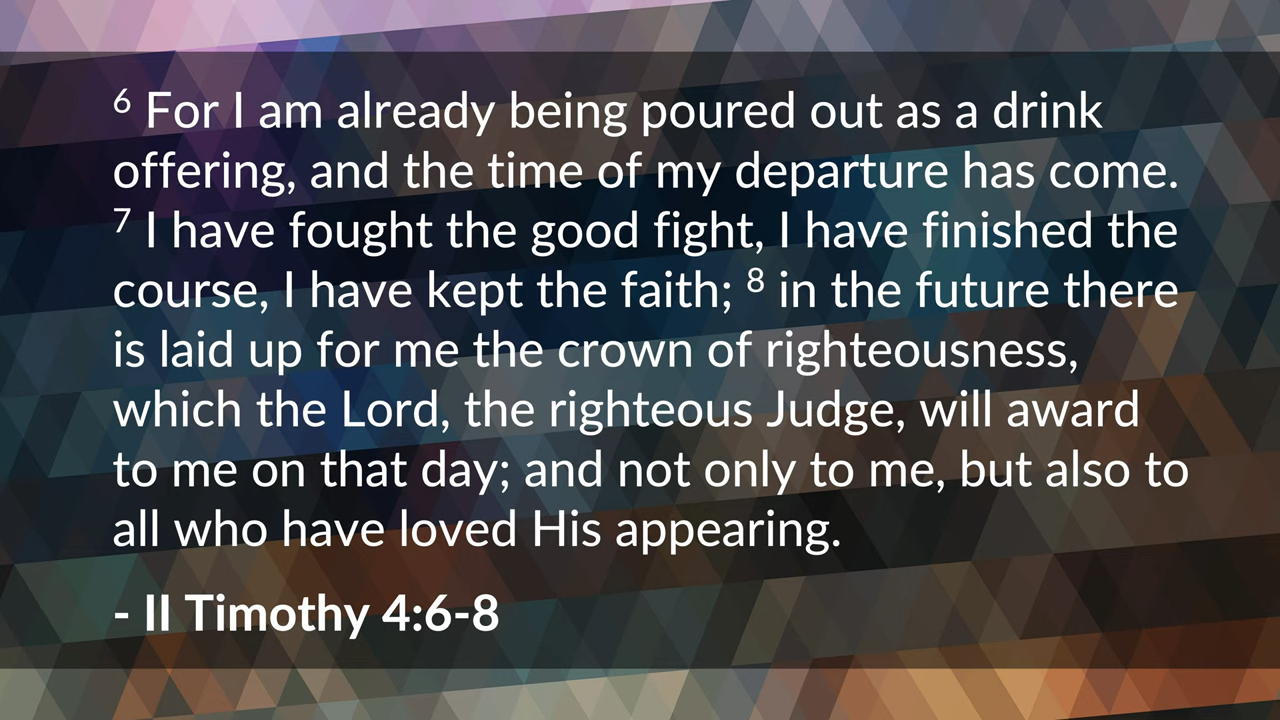 ⁶ For I am already being poured out as a drink
offering, and the time of my departure has come.
⁷ I have fought the good fight, I have finished the
course, I have kept the faith; ⁸ in the future there
is laid up for me the crown of righteousness,
which the Lord, the righteous Judge, will award
to me on that day; and not only to me, but also to
all who have loved His appearing.
- II Timothy 4:6-8